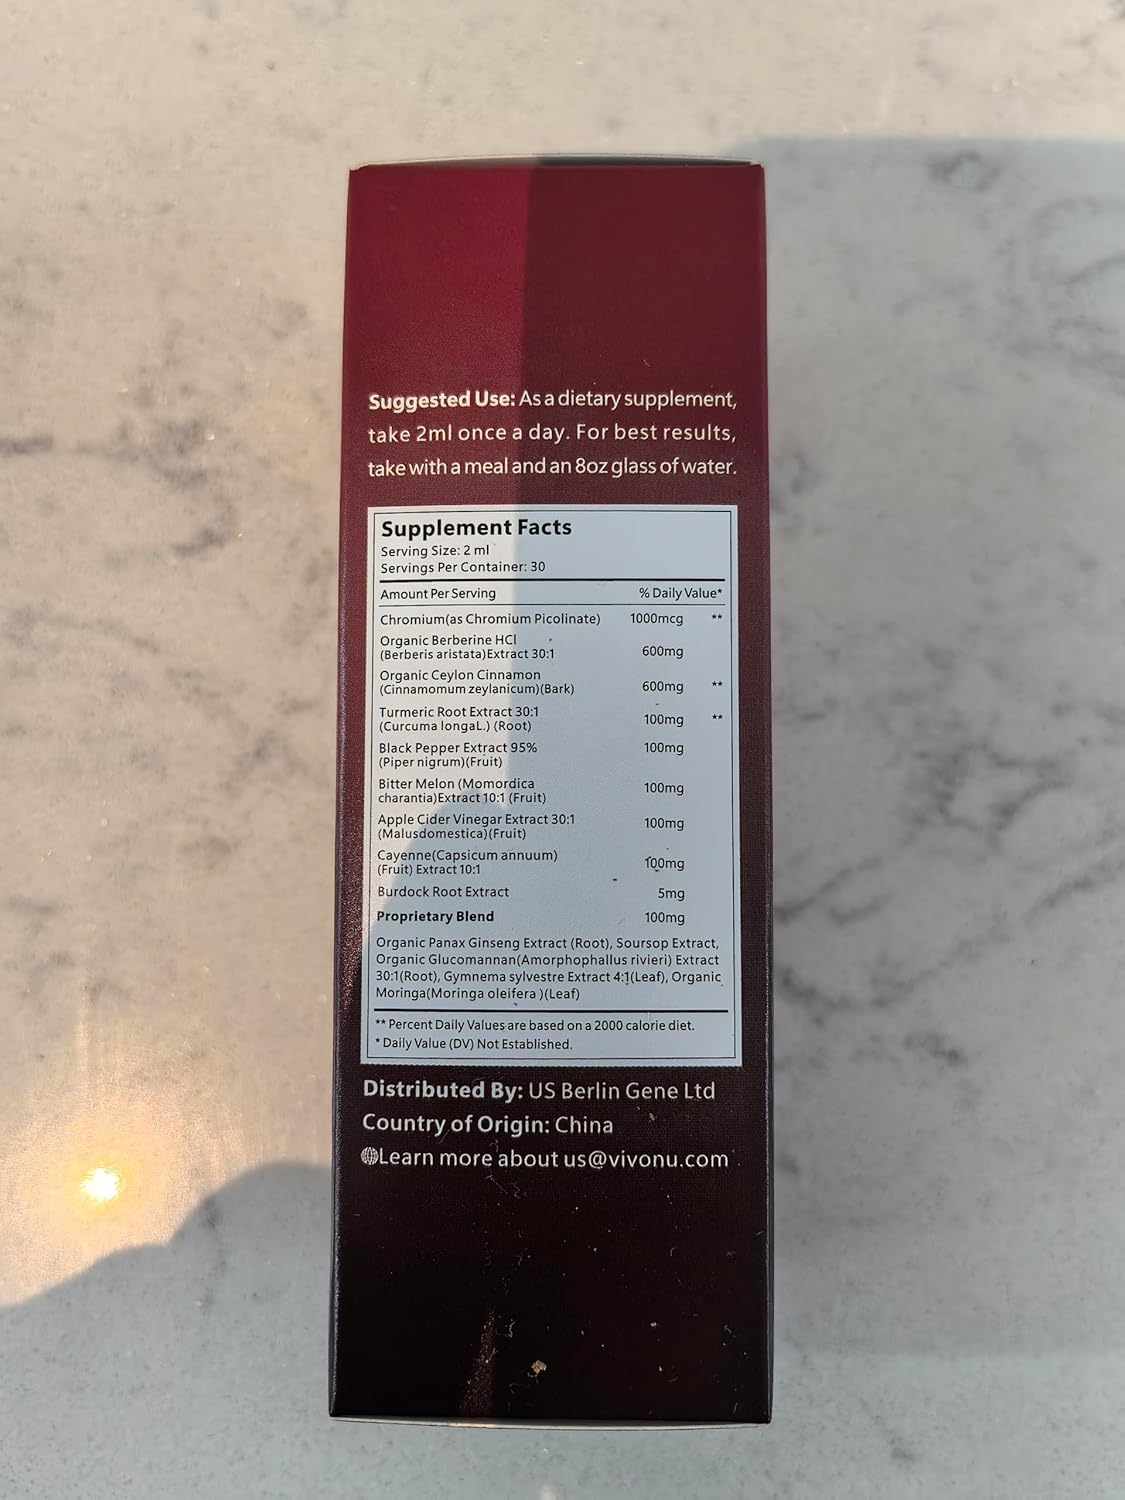 Suggested Use: As a dietary supplement,
take 2ml once a day. For best results,
take with a meal and an 8oz glass of water.
Supplement Facts
Serving Size: 2 ml
Servings Per Container: 30
Amount Per Serving % Daily Value*
Chromium(as Chromium Picolinate) 1000mcg **
Organic Berberine HCl
(Berberis aristata)Extract 30:1 600mg
Organic Ceylon Cinnamon
(Cinnamomum zeylanicum)(Bark) 600mg **
Turmeric Root Extract 30:1
(Curcuma longaL.) (Root) 100mg **
Black Pepper Extract 95% 100mg
(Piper nigrum)(Fruit)
Bitter Melon (Momordica
charantia)Extract 10:1 (Fruit) 100mg
Apple Cider Vinegar Extract 30:1
(Malusdomestica)(Fruit) 100mg
Cayenne(Capsicum annuum)
(Fruit) Extract 10:1 100mg
Burdock Root Extract 5mg
Proprietary Blend 100mg
Organic Panax Ginseng Extract (Root), Soursop Extract,
Organic Glucomannan(Amorphophallus rivieri) Extract
30:1(Root), Gymnema sylvestre Extract 4:1(Leaf), Organic
Moringa(Moringa oleifera )(Leaf)
** Percent Daily Values are based on a 2000 calorie diet.
* Daily Value (DV) Not Established.
Distributed By: US Berlin Gene Ltd
Country of Origin: China
Learn more about us@vivonu.com